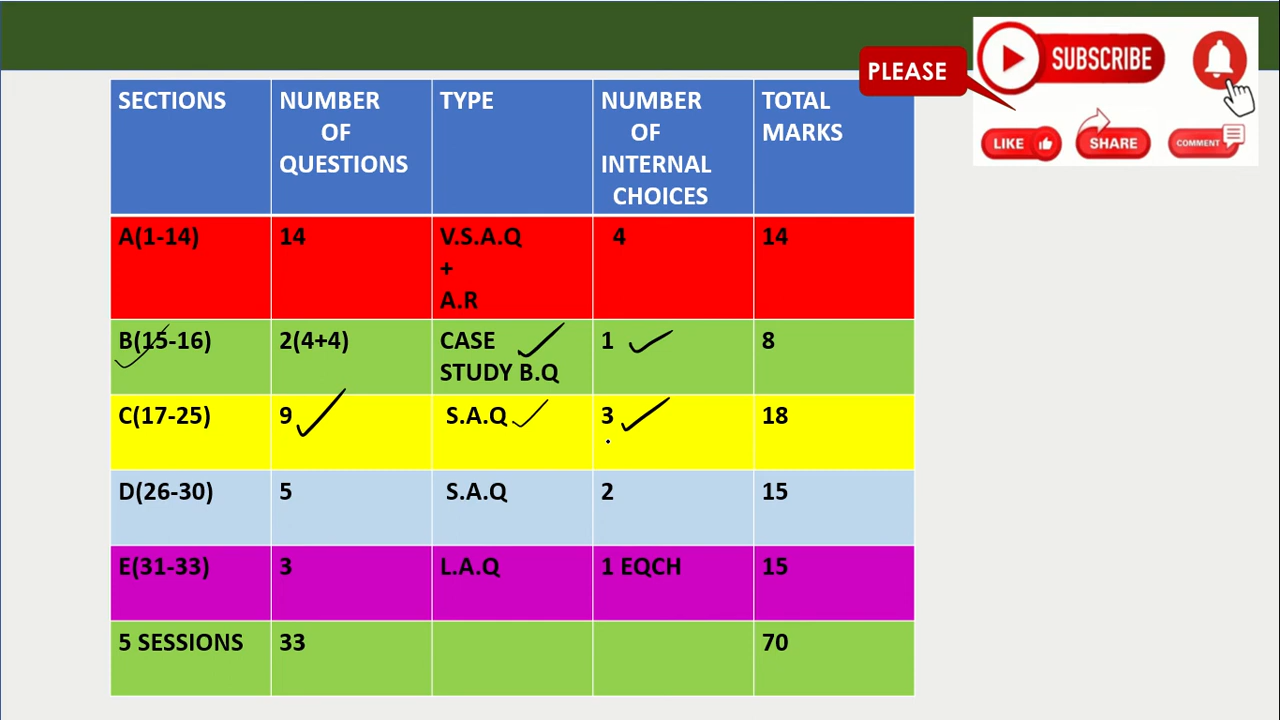 PLEASE
SUBSCRIBE
LIKE
SHARE
COMMENT
SECTIONS
NUMBER
OF
QUESTIONS
TYPE
NUMBER
OF
INTERNAL
CHOICES
TOTAL
MARKS
A(1-14)
14
V.S.A.Q
+
A.R
4
14
B(15-16)
2(4+4)
CASE
STUDY B.Q
1
8
C(17-25)
9
S.A.Q
3
18
D(26-30)
5
S.A.Q
2
15
E(31-33)
3
L.A.Q
1 EQCH
15
5 SESSIONS
33
70